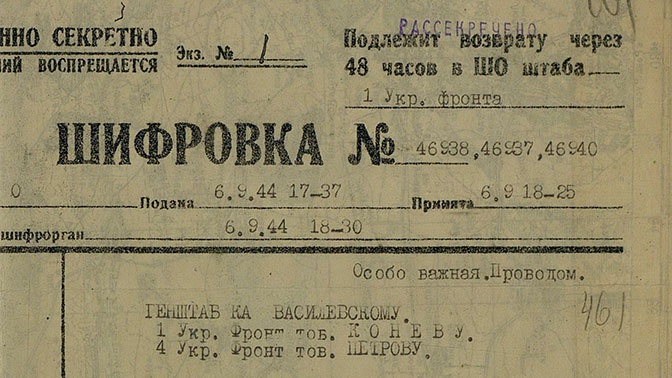 3
ННО СЕКРЕТНО
ИЙ ВОСПРЕЩАЕТСЯ
Экз. № 1
РАССЕКРЕЧЕНО
Подлежит возврату через
48 часов в ШО штаба
1 Укр. фронта
ШИФРОВКА № 46938,46937,46940
0 Подана 6.9.44 17-37 Принята 6.9 18-25
шифрорган 6.9.44 18-30
Особо важная.Проводом.
461
ГЕНШТАБ КА ВАСИЛЕВСКОМУ.
1 Укр. Фронт тов. КОНЕВУ.
4 Укр. Фронт тов. ПЕТРОВУ.